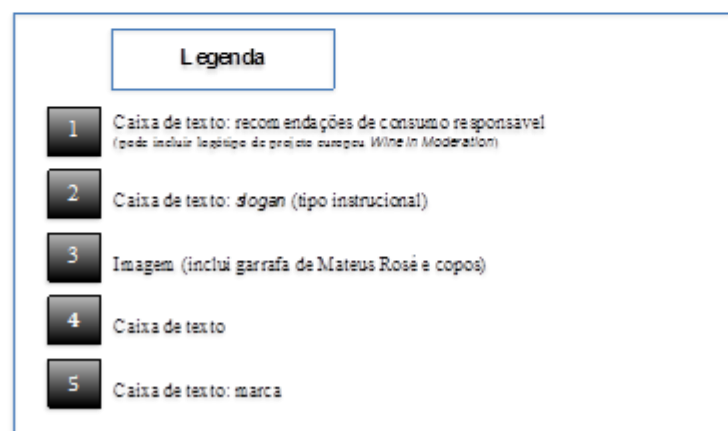 Legenda
1 Caixa de texto: recomendações de consumo responsável
(pode incluir logótipo do projeto europeu Wine in Moderation)
2 Caixa de texto: slogan (tipo instrucional)
3 Imagem (inclui garrafa de Mateus Rosé e copos)
4 Caixa de texto
5 Caixa de texto: marca